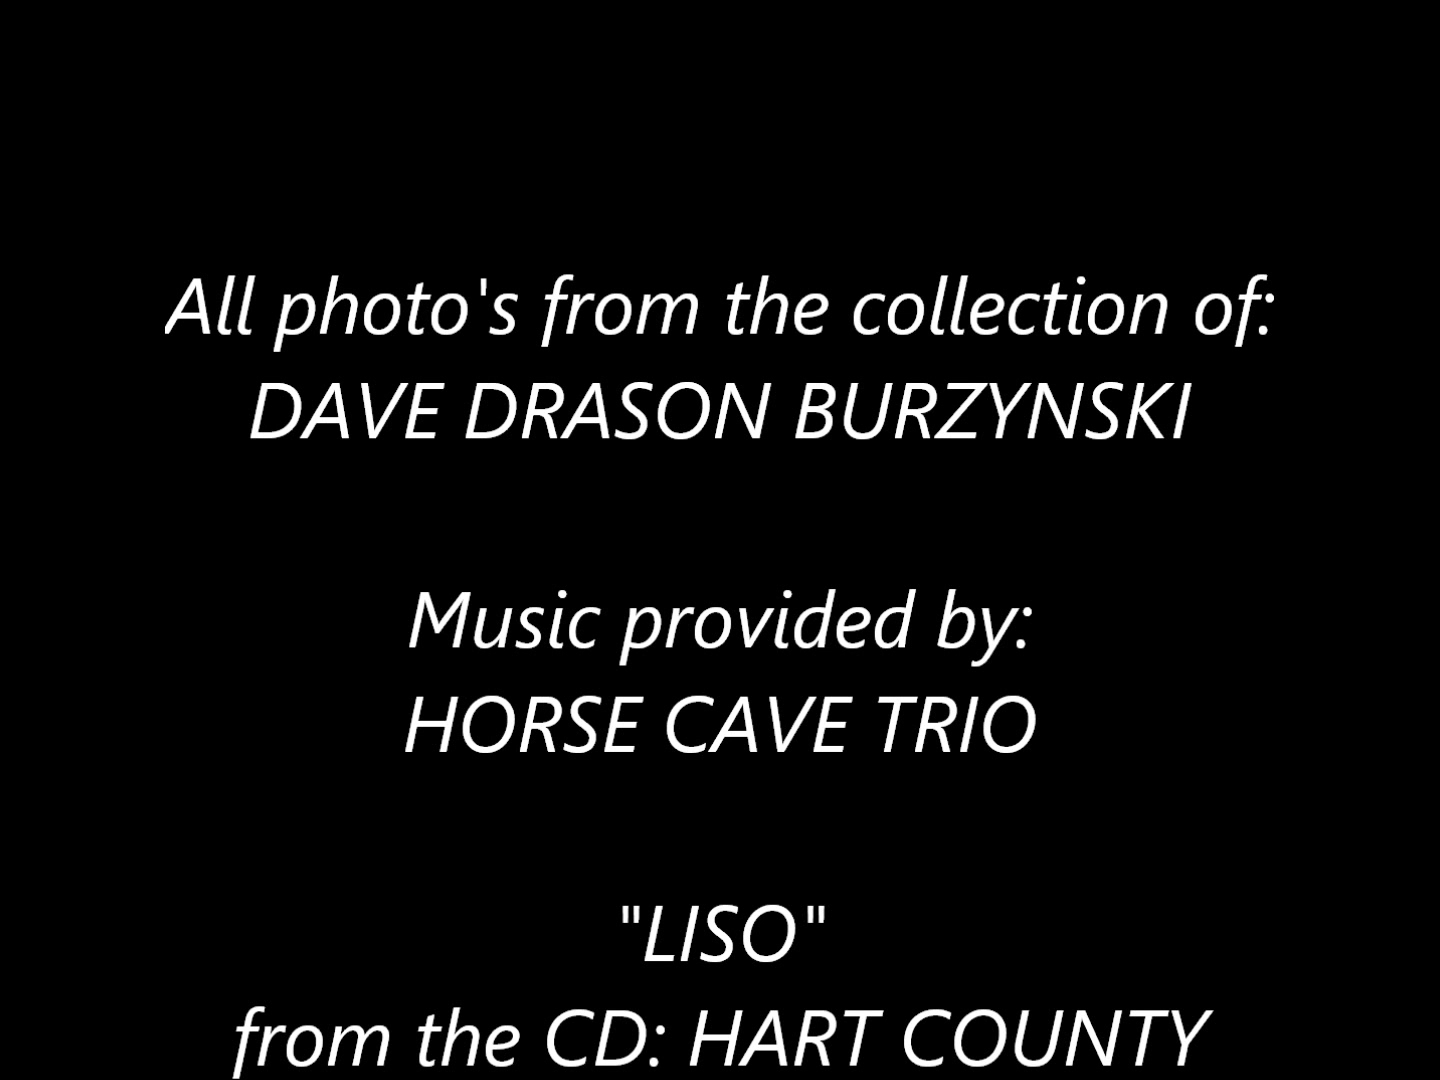 All photo's from the collection of:
DAVE DRASON BURZYNSKI
Music provided by:
HORSE CAVE TRIO
"LISO"
from the CD: HART COUNTY